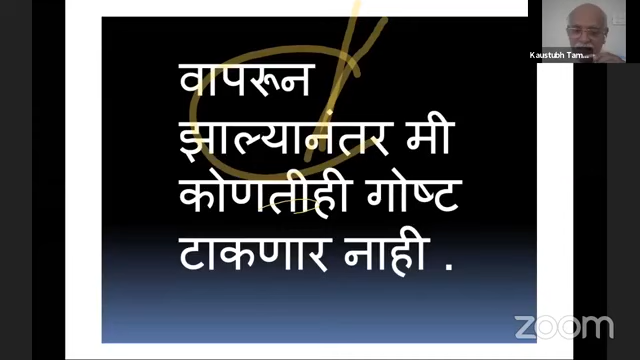 Kaustubh Tam...
वापरून
झाल्यानंतर मी
कोणतीही गोष्ट
टाकणार नाही .
zoom